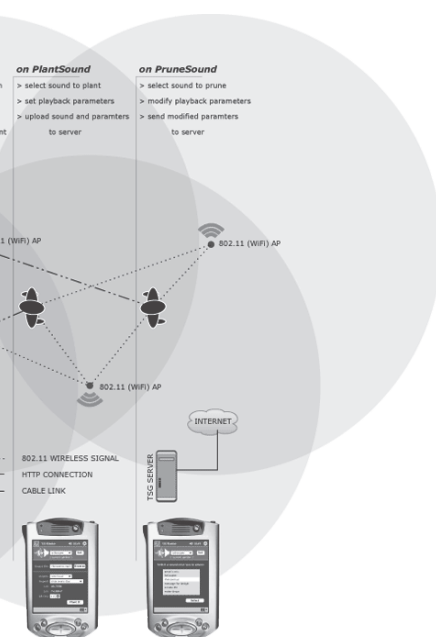 on PlantSound
> select sound to plant
> set playback parameters
> upload sound and paramters
to server
on PruneSound
> select sound to prune
> modify playback parameters
> send modified paramters
to server
1 (WiFi) AP
802.11 (WiFi) AP
802.11 (WiFi) AP
INTERNET
TSG SERVER
802.11 WIRELESS SIGNAL
HTTP CONNECTION
CABLE LINK